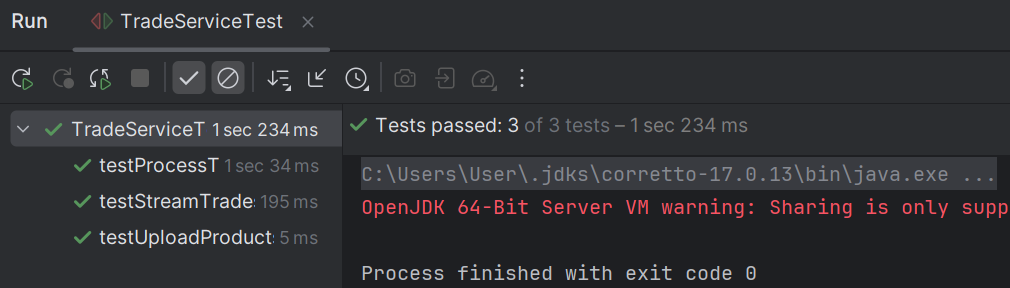 Run TradeServiceTest
TradeServiceT 1 sec 234 ms
testProcessT 1 sec 34 ms
testStreamTrade 195 ms
testUploadProduct 5 ms
Tests passed: 3 of 3 tests – 1 sec 234 ms
C:\Users\User\.jdks\corretto-17.0.13\bin\java.exe ...
OpenJDK 64-Bit Server VM warning: Sharing is only supp
Process finished with exit code 0